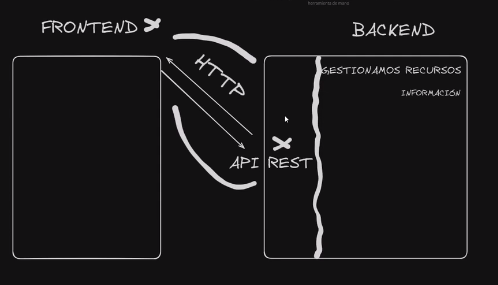 FRONTEND
BACKEND
HTTP
GESTIONAMOS RECURSOS
INFORMACIÓN
API REST